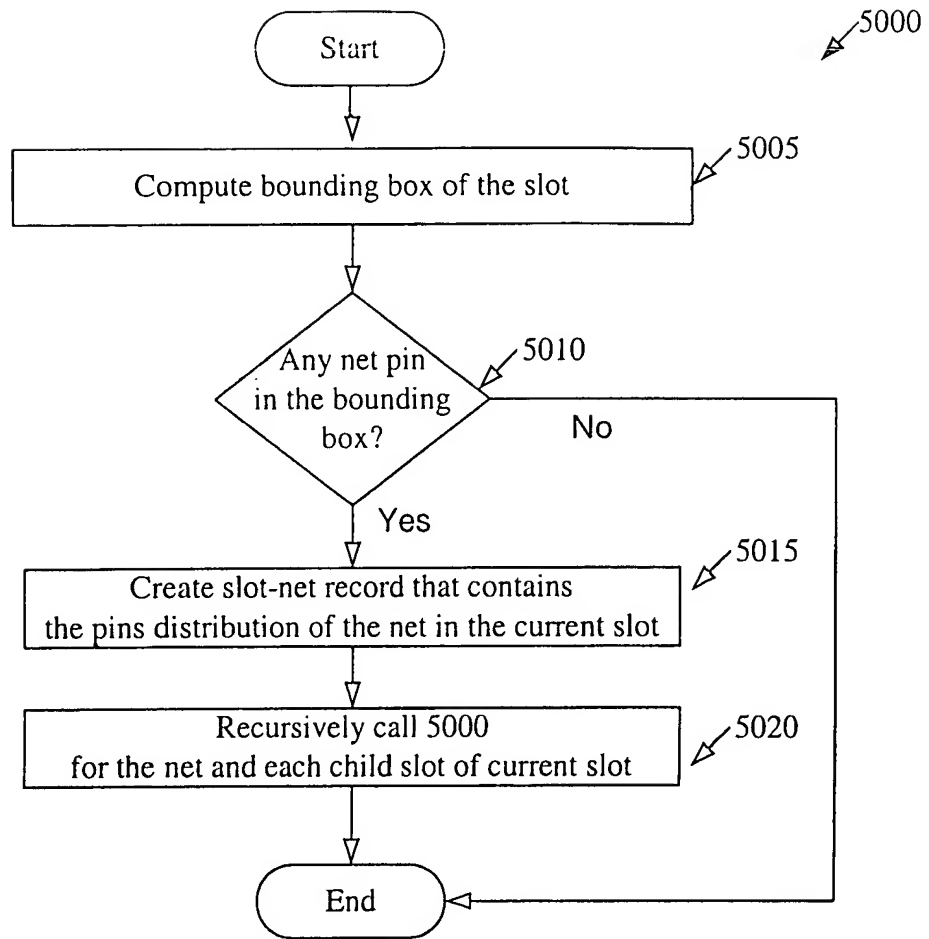 Start
5000
5005
Compute bounding box of the slot
5010
Any net pin
in the bounding
box?
No
Yes
5015
Create slot-net record that contains
the pins distribution of the net in the current slot
5020
Recursively call 5000
for the net and each child slot of current slot
End